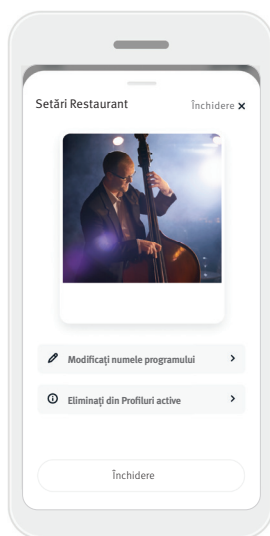 Setări Restaurant
Închidere ×
Modificați numele programului
Eliminați din Profiluri active
Închidere